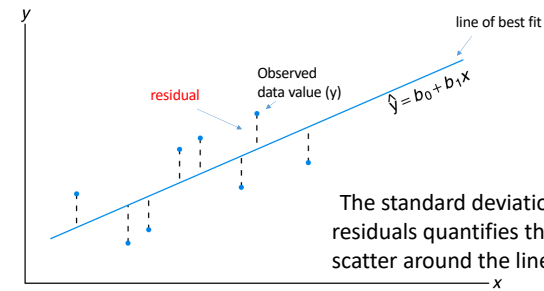 y
line of best fit
Observed
data value (y)
residual
ŷ = b₀ + b₁x
The standard deviatio
residuals quantifies th
scatter around the line
x